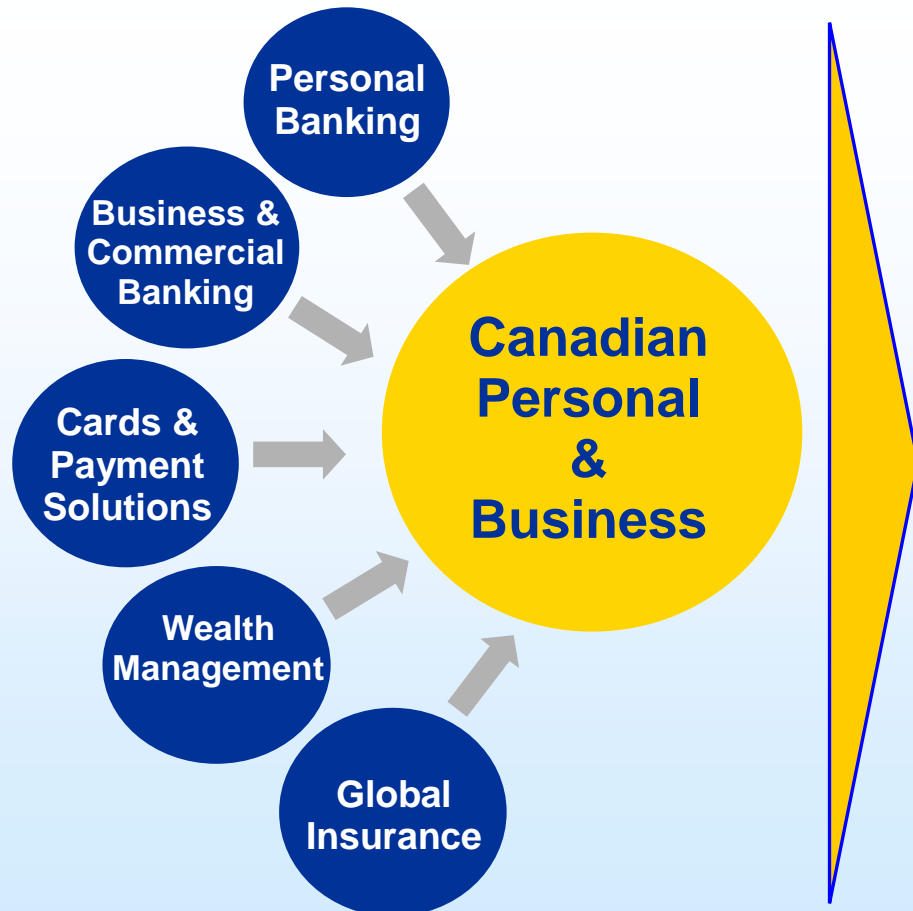 Personal
Banking
Business &
Commercial
Banking
Cards &
Payment
Solutions
Wealth
Management
Global
Insurance
Canadian
Personal
&
Business